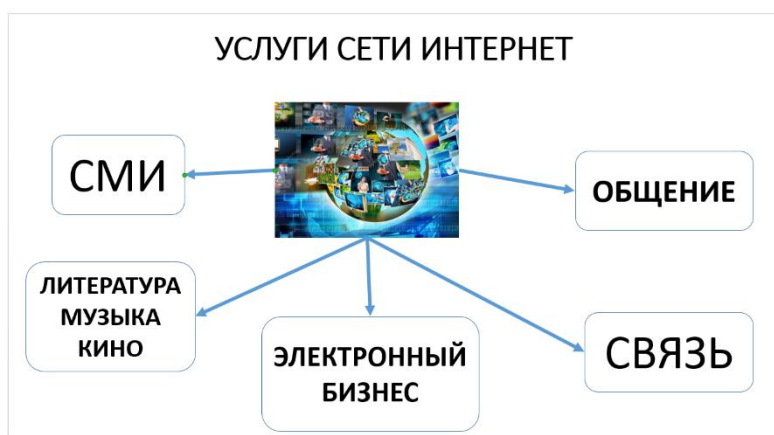 УСЛУГИ СЕТИ ИНТЕРНЕТ
СМИ
ОБЩЕНИЕ
ЛИТЕРАТУРА
МУЗЫКА
КИНО
ЭЛЕКТРОННЫЙ
БИЗНЕС
СВЯЗЬ